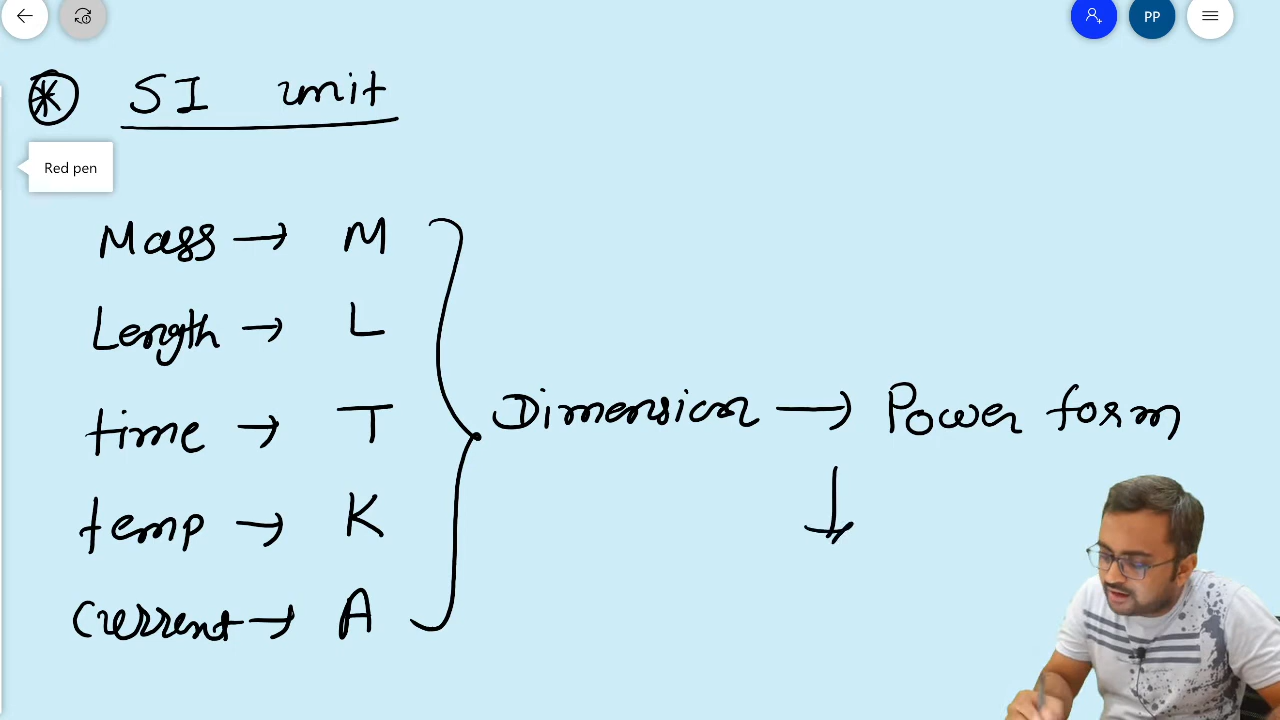 PP
* SI unit
Red pen
Mass → M
Length → L
time → T
Dimension → Power form
temp → K
Current → A